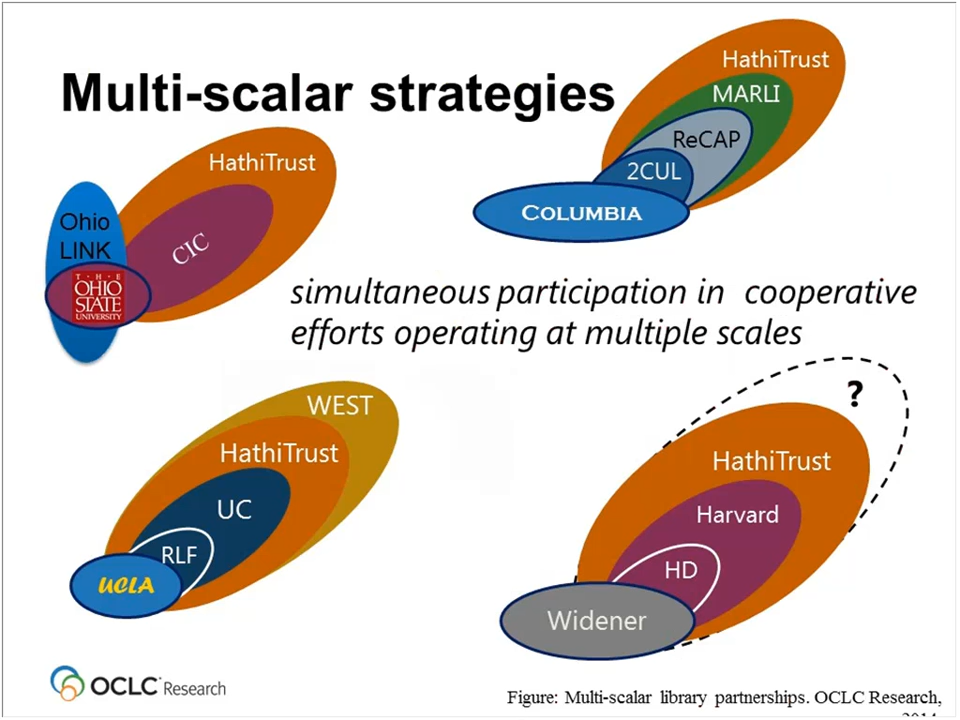 Multi-scalar strategies
HathiTrust
MARLI
ReCAP
2CUL
COLUMBIA
HathiTrust
CIC
Ohio
LINK
T · H · E
OHIO
STATE
UNIVERSITY
simultaneous participation in cooperative
efforts operating at multiple scales
WEST
HathiTrust
UC
RLF
UCLA
?
HathiTrust
Harvard
HD
Widener
OCLC Research
Figure: Multi-scalar library partnerships. OCLC Research,
2014